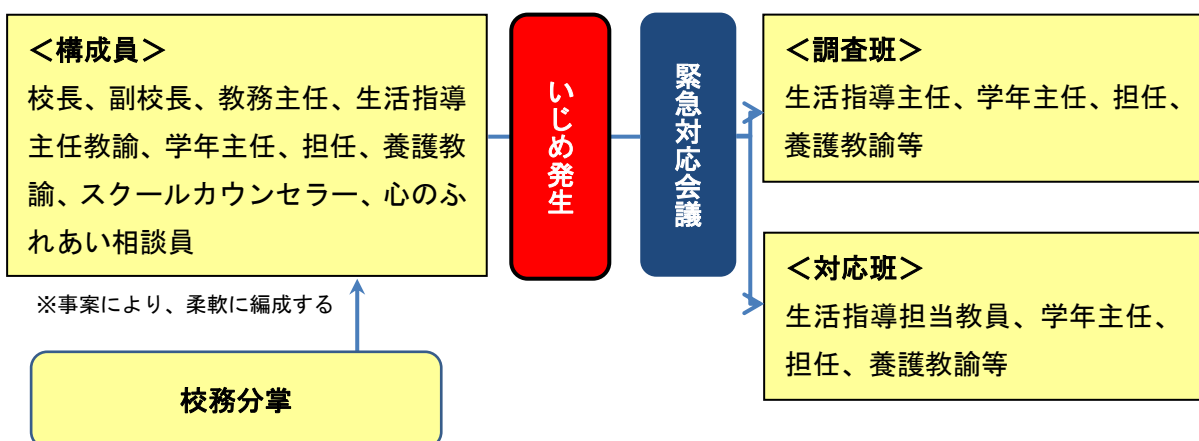 ＜構成員＞
校長、副校長、教務主任、生活指導
主任教諭、学年主任、担任、養護教
諭、スクールカウンセラー、心のふ
れあい相談員
※事案により、柔軟に編成する
校務分掌
いじめ発生
緊急対応会議
＜調査班＞
生活指導主任、学年主任、担任、
養護教諭等
＜対応班＞
生活指導担当教員、学年主任、
担任、養護教諭等